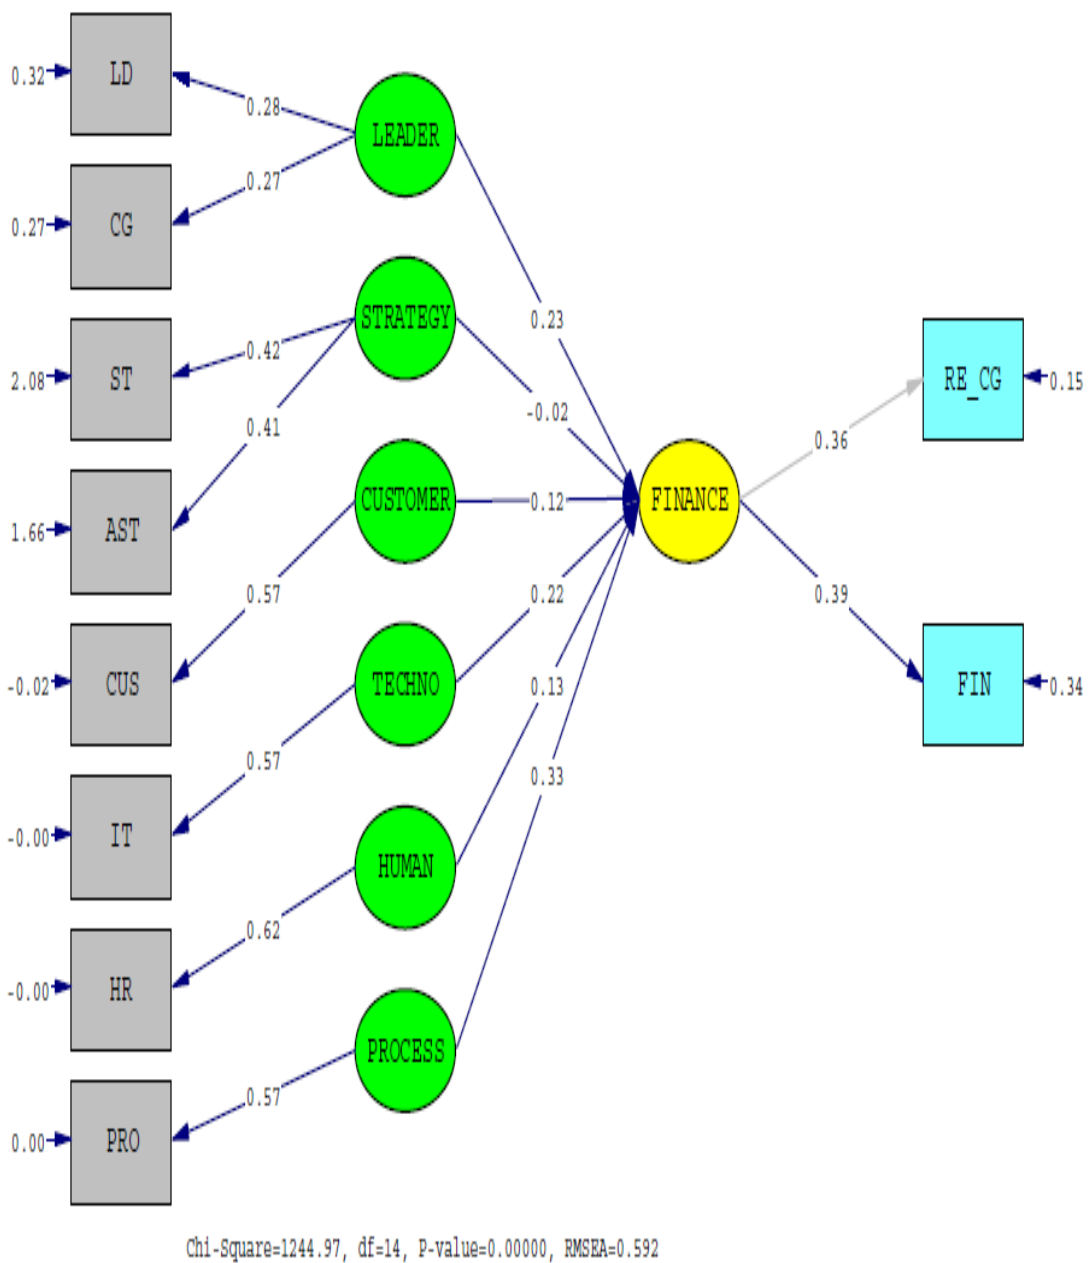 0.32
LD
0.28
LEADER
0.27
0.27
CG
0.23
STRATEGY
0.42
2.08
ST
0.41
-0.02
RE_CG
0.15
0.36
1.66
AST
CUSTOMER
0.12
FINANCE
0.57
0.22
0.39
-0.02
CUS
TECHNO
0.13
FIN
0.34
0.57
0.33
-0.00
IT
HUMAN
0.62
-0.00
HR
PROCESS
0.57
0.00
PRO
Chi-Square=1244.97, df=14, P-value=0.00000, RMSEA=0.592